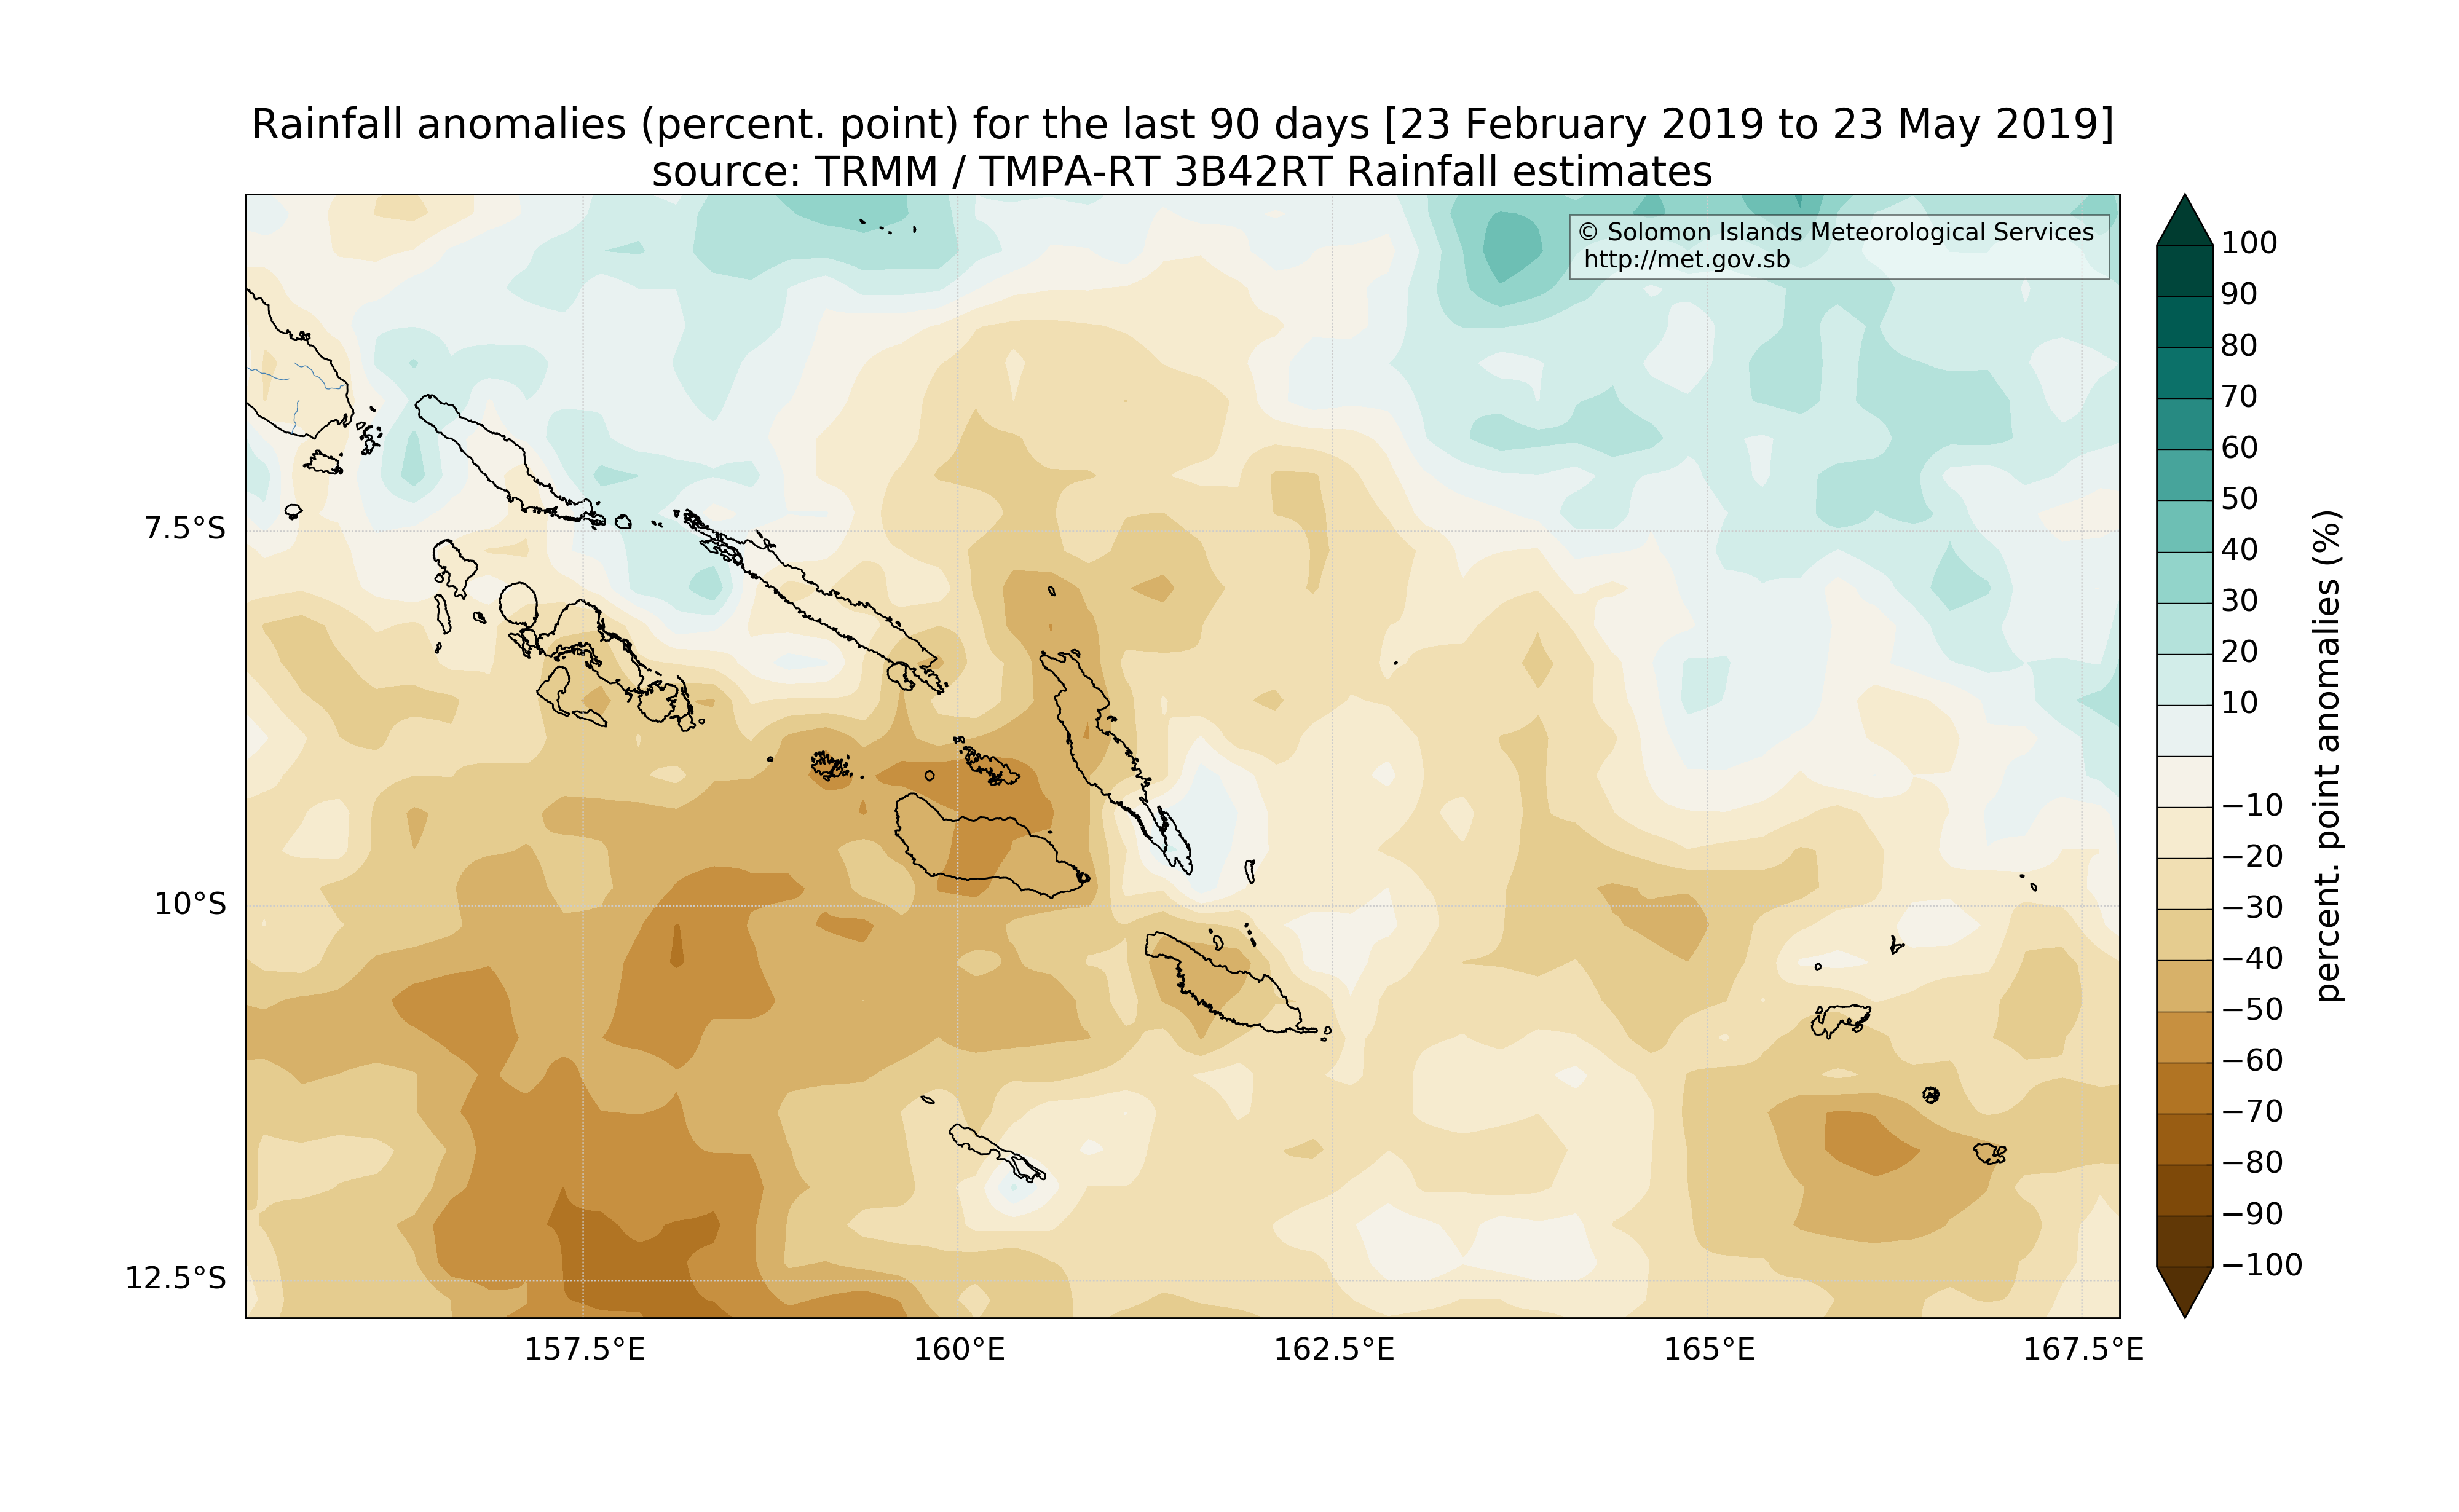 Rainfall anomalies (percent. point) for the last 90 days [23 February 2019 to 23 May 2019]
source: TRMM / TMPA-RT 3B42RT Rainfall estimates
© Solomon Islands Meteorological Services
http://met.gov.sb
7.5°S
10°S
12.5°S
157.5°E
160°E
162.5°E
165°E
167.5°E
100
90
80
70
60
50
40
30
20
10
−10
−20
−30
−40
−50
−60
−70
−80
−90
−100
percent. point anomalies (%)